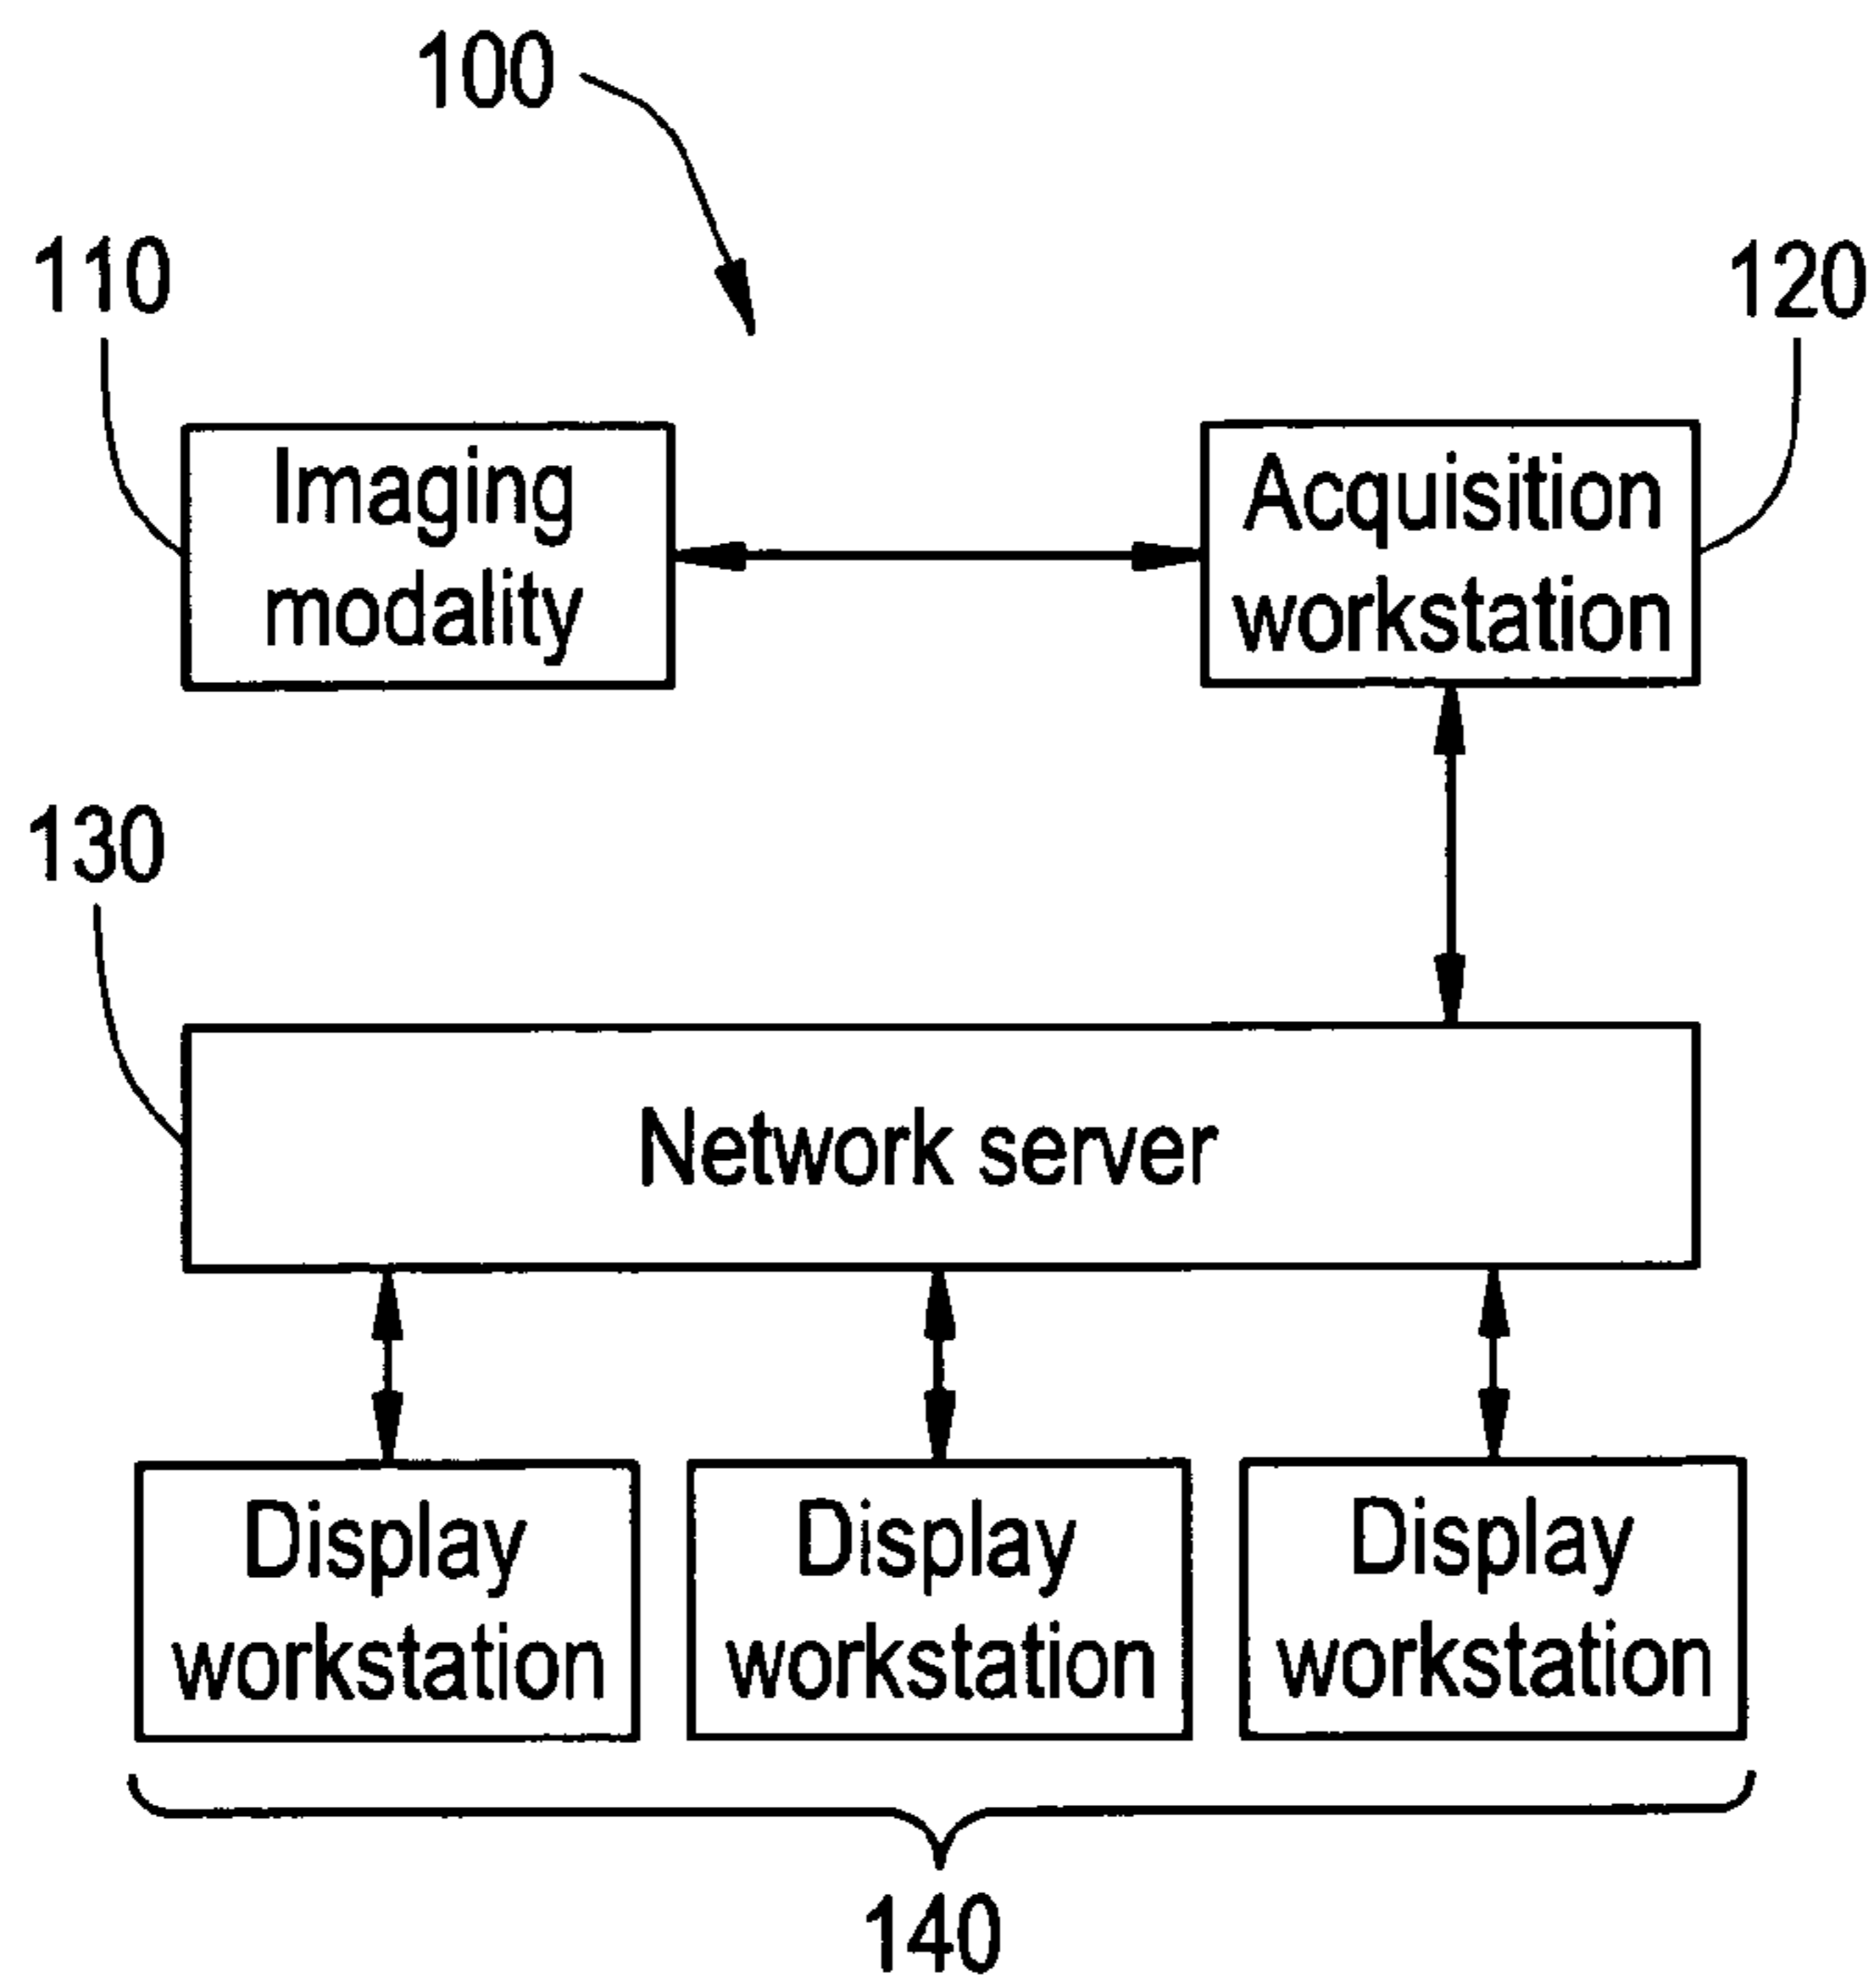 100
110
120
Imaging
modality
Acquisition
workstation
130
Network server
Display
workstation
Display
workstation
Display
workstation
140